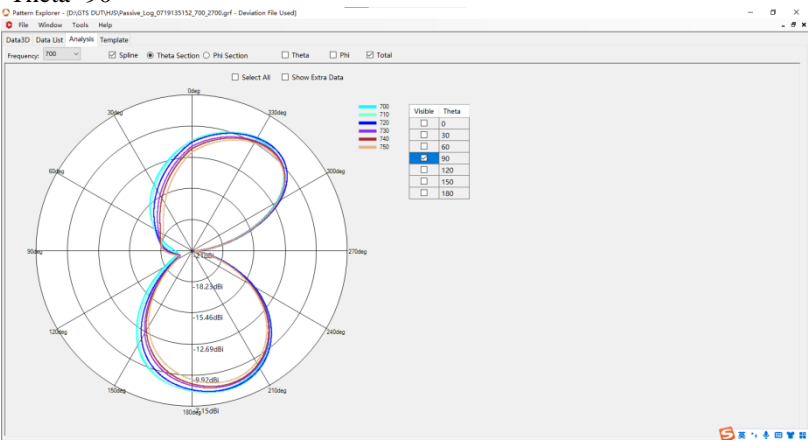 Theta=90
Pattern Explorer - [D:\GTS DUT\HJS\Passive_Log_0719135152_700_2700.grf - Deviation File Used]
File Window Tools Help
Data3D Data List Analysis Template
Frequency: 700 Spline Theta Section Phi Section Theta Phi Total
Select All Show Extra Data
0deg
30deg
330deg
60deg
300deg
90deg
270deg
120deg
240deg
150deg
210deg
180deg
-21dBi
-18.23dBi
-15.46dBi
-12.69dBi
-9.92dBi
-7.15dBi
700
710
720
730
740
750
Visible Theta
0
30
60
90
120
150
180
英